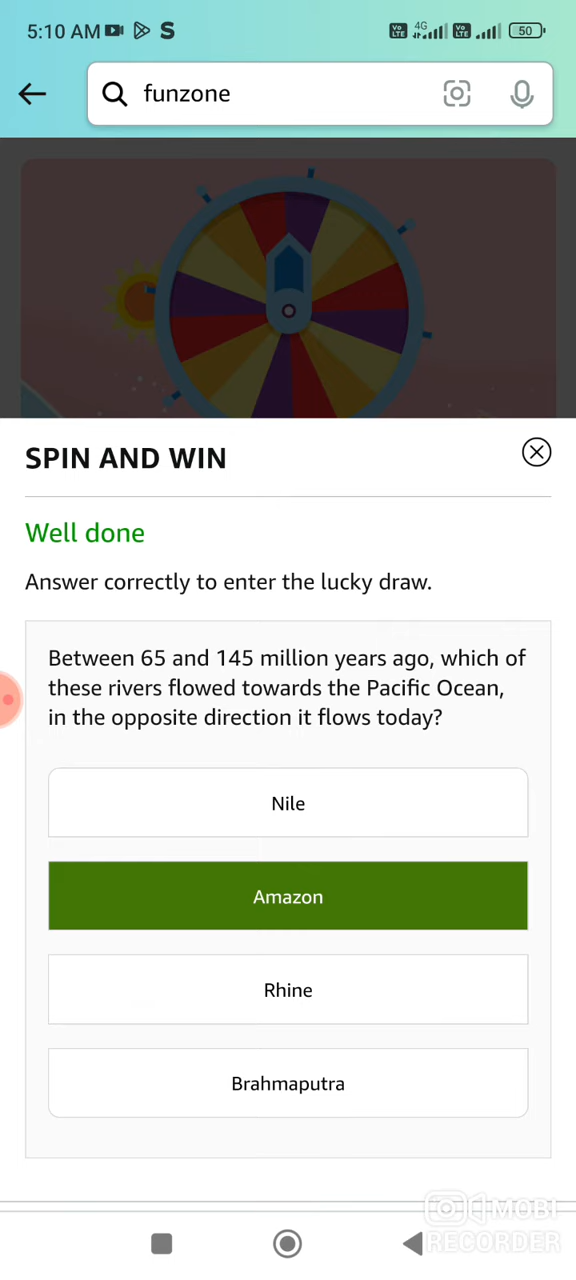 5:10 AM S 4G 50
funzone
SPIN AND WIN
Well done
Answer correctly to enter the lucky draw.
Between 65 and 145 million years ago, which of
these rivers flowed towards the Pacific Ocean,
in the opposite direction it flows today?
Nile
Amazon
Rhine
Brahmaputra
MOBI
RECORDER